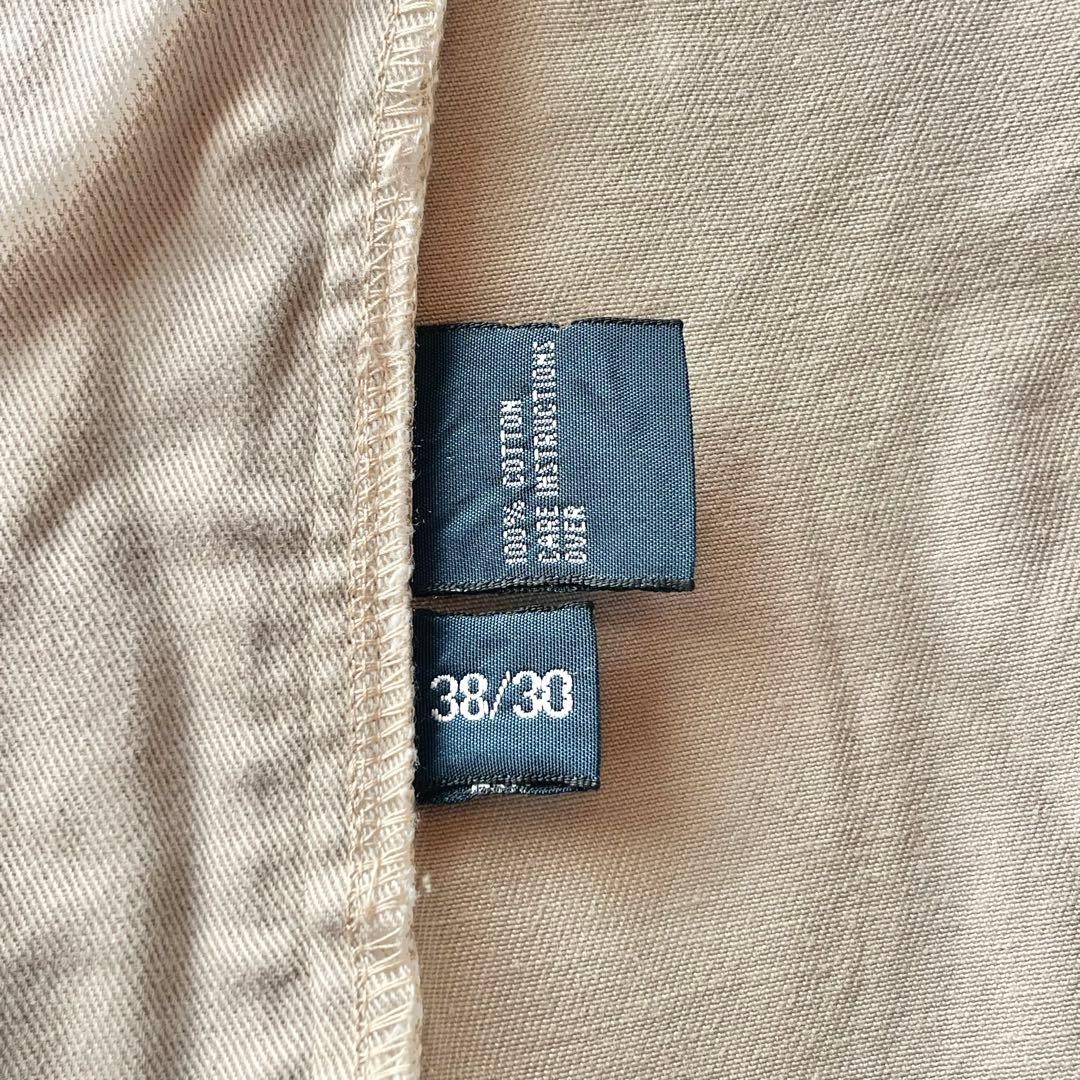 100% COTTON
CARE INSTRUCTIONS
OVER
38/30